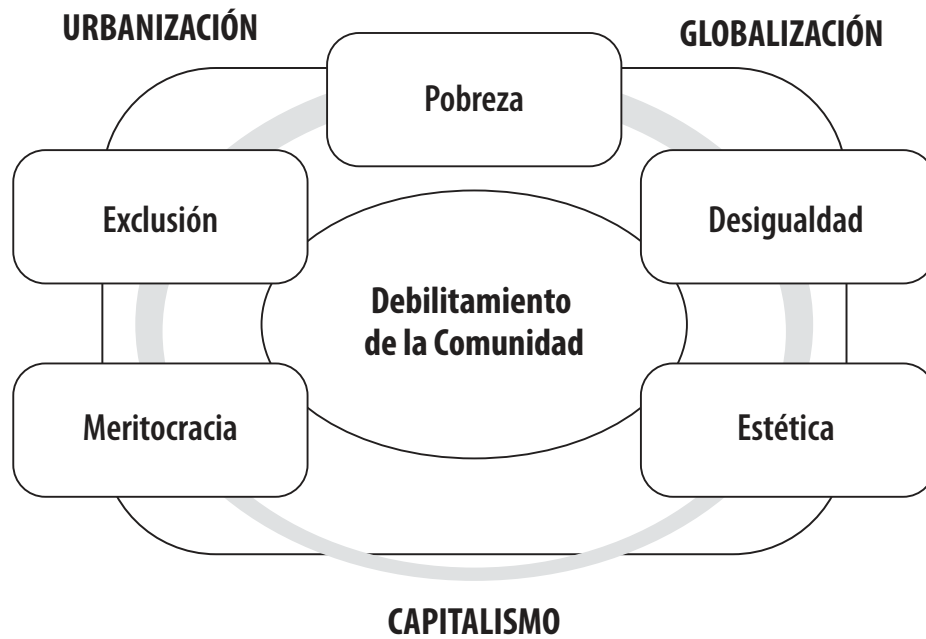 URBANIZACIÓN
GLOBALIZACIÓN
Pobreza
Exclusión
Desigualdad
Debilitamiento
de la Comunidad
Meritocracia
Estética
CAPITALISMO